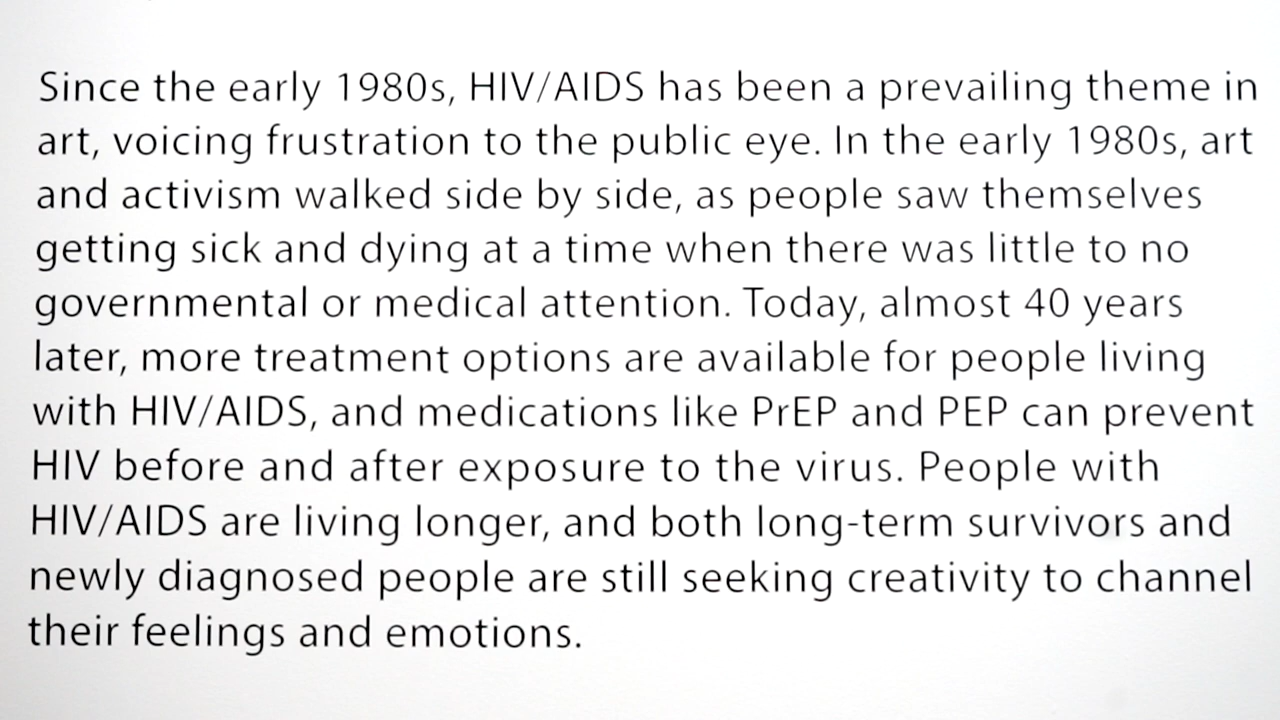 Since the early 1980s, HIV/AIDS has been a prevailing theme in
art, voicing frustration to the public eye. In the early 1980s, art
and activism walked side by side, as people saw themselves
getting sick and dying at a time when there was little to no
governmental or medical attention. Today, almost 40 years
later, more treatment options are available for people living
with HIV/AIDS, and medications like PrEP and PEP can prevent
HIV before and after exposure to the virus. People with
HIV/AIDS are living longer, and both long-term survivors and
newly diagnosed people are still seeking creativity to channel
their feelings and emotions.